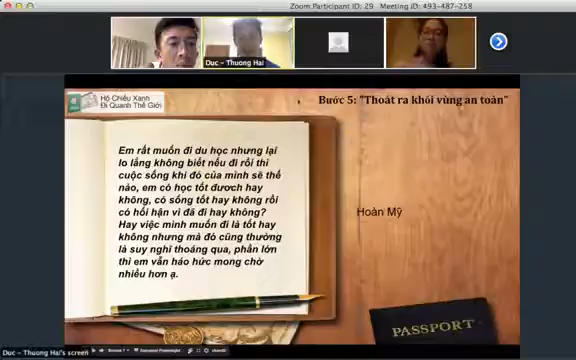 Zoom Participant ID: 29 Meeting ID: 493-487-258
Duc – Thuong Hai
Hộ Chiếu Xanh
Đi Quanh Thế Giới
Bước 5: "Thoát ra khỏi vùng an toàn"
Em rất muốn đi du học nhưng lại
lo lắng không biết nếu đi rồi thì
cuộc sống khi đó của mình sẽ thế
nào, em có học tốt đươch hay
không, có sống tốt hay không rồi
có hối hận vì đã đi hay không?
Hay việc mình muốn đi là tốt hay
không nhưng mà đó cũng thường
là suy nghĩ thoáng qua, phần lớn
thì em vẫn háo hức mong chờ
nhiều hơn ạ.
Hoàn Mỹ
PASSPORT
Duc – Thuong Hai's screen